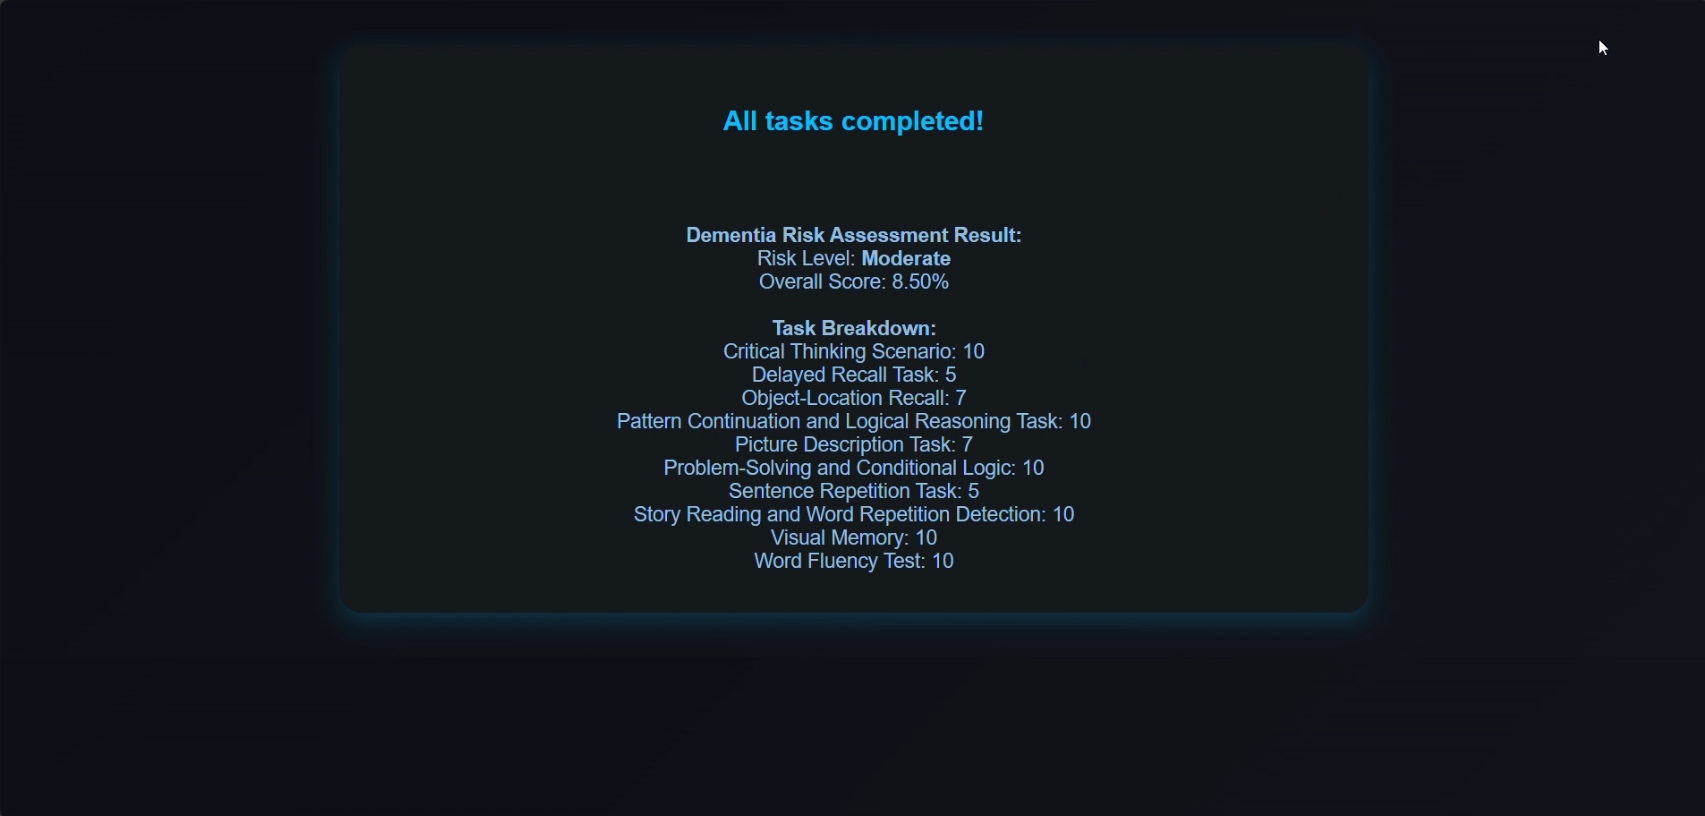 All tasks completed!
Dementia Risk Assessment Result:
Risk Level: Moderate
Overall Score: 8.50%
Task Breakdown:
Critical Thinking Scenario: 10
Delayed Recall Task: 5
Object-Location Recall: 7
Pattern Continuation and Logical Reasoning Task: 10
Picture Description Task: 7
Problem-Solving and Conditional Logic: 10
Sentence Repetition Task: 5
Story Reading and Word Repetition Detection: 10
Visual Memory: 10
Word Fluency Test: 10